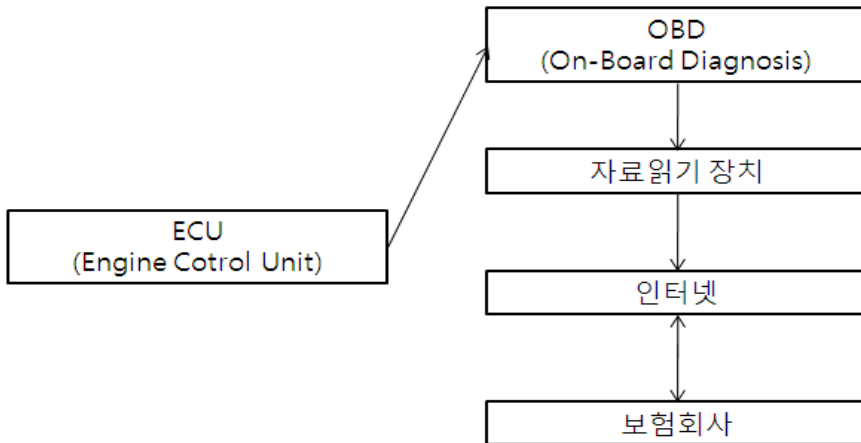 OBD
(On-Board Diagnosis)
자료읽기 장치
ECU
(Engine Cotrol Unit)
인터넷
보험회사